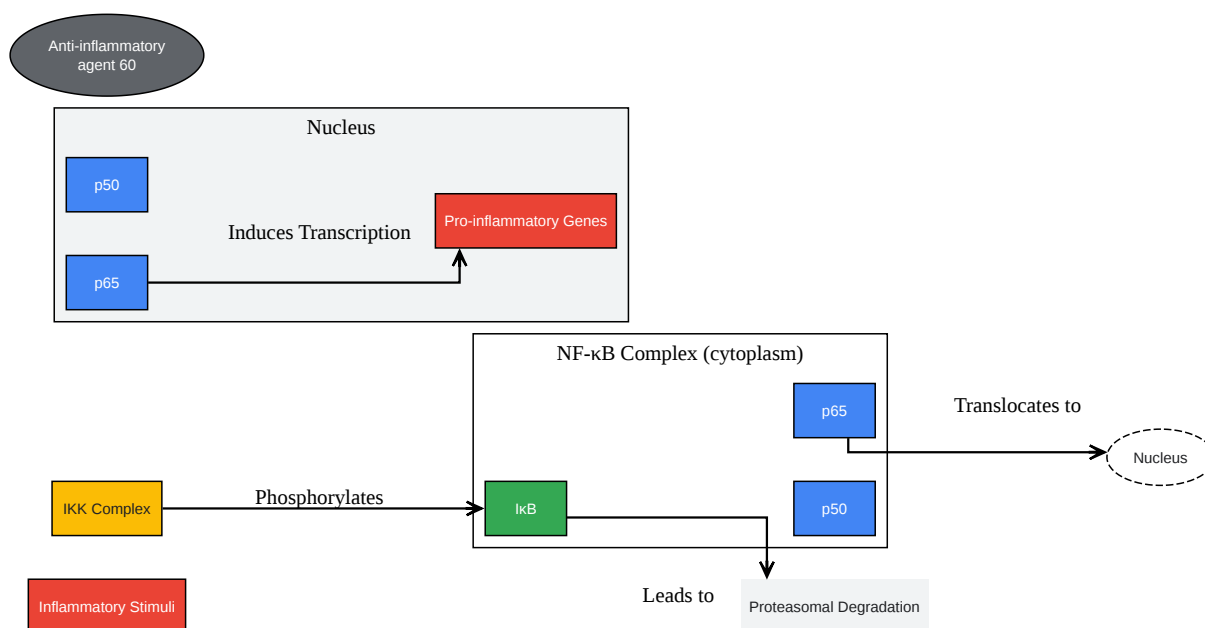 Anti-inflammatory
agent 60
Nucleus
p50
Pro-inflammatory Genes
Induces Transcription
p65
NF-κB Complex (cytoplasm)
p65
Translocates to
Nucleus
IKK Complex
Phosphorylates
IκB
p50
Inflammatory Stimuli
Leads to
Proteasomal Degradation